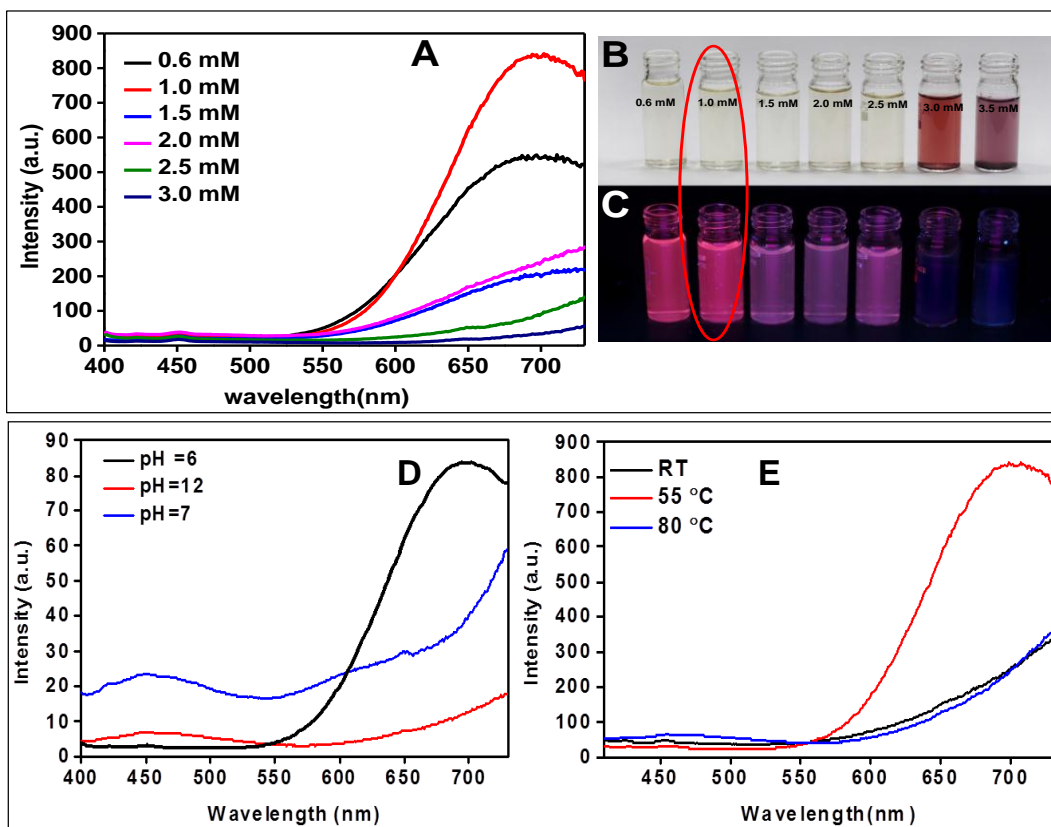 A
0.6 mM
1.0 mM
1.5 mM
2.0 mM
2.5 mM
3.0 mM
900
800
700
600
500
400
300
200
100
0
Intensity (a.u.)
400 450 500 550 600 650 700
wavelength(nm)
B
0.6 mM 1.0 mM 1.5 mM 2.0 mM 2.5 mM 3.0 mM 3.5 mM
C
D
pH =6
pH=12
pH=7
90
80
70
60
50
40
30
20
10
0
Intensity (a.u.)
400 450 500 550 600 650 700
Wavelength (nm)
E
RT
55 °C
80 °C
900
800
700
600
500
400
300
200
100
0
Intensity (a.u.)
450 500 550 600 650 700
Wavelength (nm)